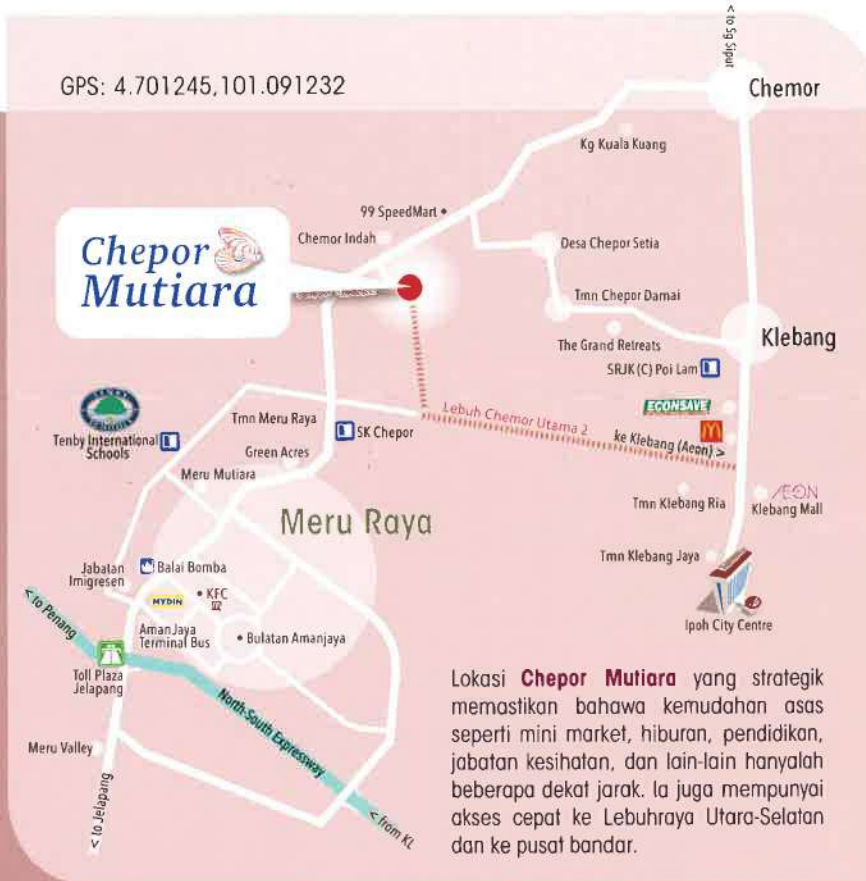 < to Sg Siput
GPS: 4.701245,101.091232
Chemor
Kg Kuala Kuang
99 SpeedMart •
Chemor Indah
Chepor
Mutiara
Desa Chepor Setia
Tmn Chepor Damai
The Grand Retreats
Klebang
SRJK (C) Poi Lam
ECONSAVE
Lebuh Chemor Utama 2
ke Klebang (Aeon) >
Tenby International
Schools
Tmn Meru Raya
SK Chepor
Green Acres
Meru Mutiara
Meru Raya
Tmn Klebang Ria
ÆON
Klebang Mall
Tmn Klebang Jaya
Ipoh City Centre
Jabatan
Imigresen
Balai Bomba
MYDIN
• KFC
Aman Jaya
Terminal Bus
• Bulatan Amanjaya
< to Penang
Toll Plaza
Jelapang
North-South Expressway
Meru Valley
< to Jelapang
< from KL
Lokasi Chepor Mutiara yang strategik
memastikan bahawa kemudahan asas
seperti mini market, hiburan, pendidikan,
jabatan kesihatan, dan lain-lain hanyalah
beberapa dekat jarak. Ia juga mempunyai
akses cepat ke Lebuhraya Utara-Selatan
dan ke pusat bandar.